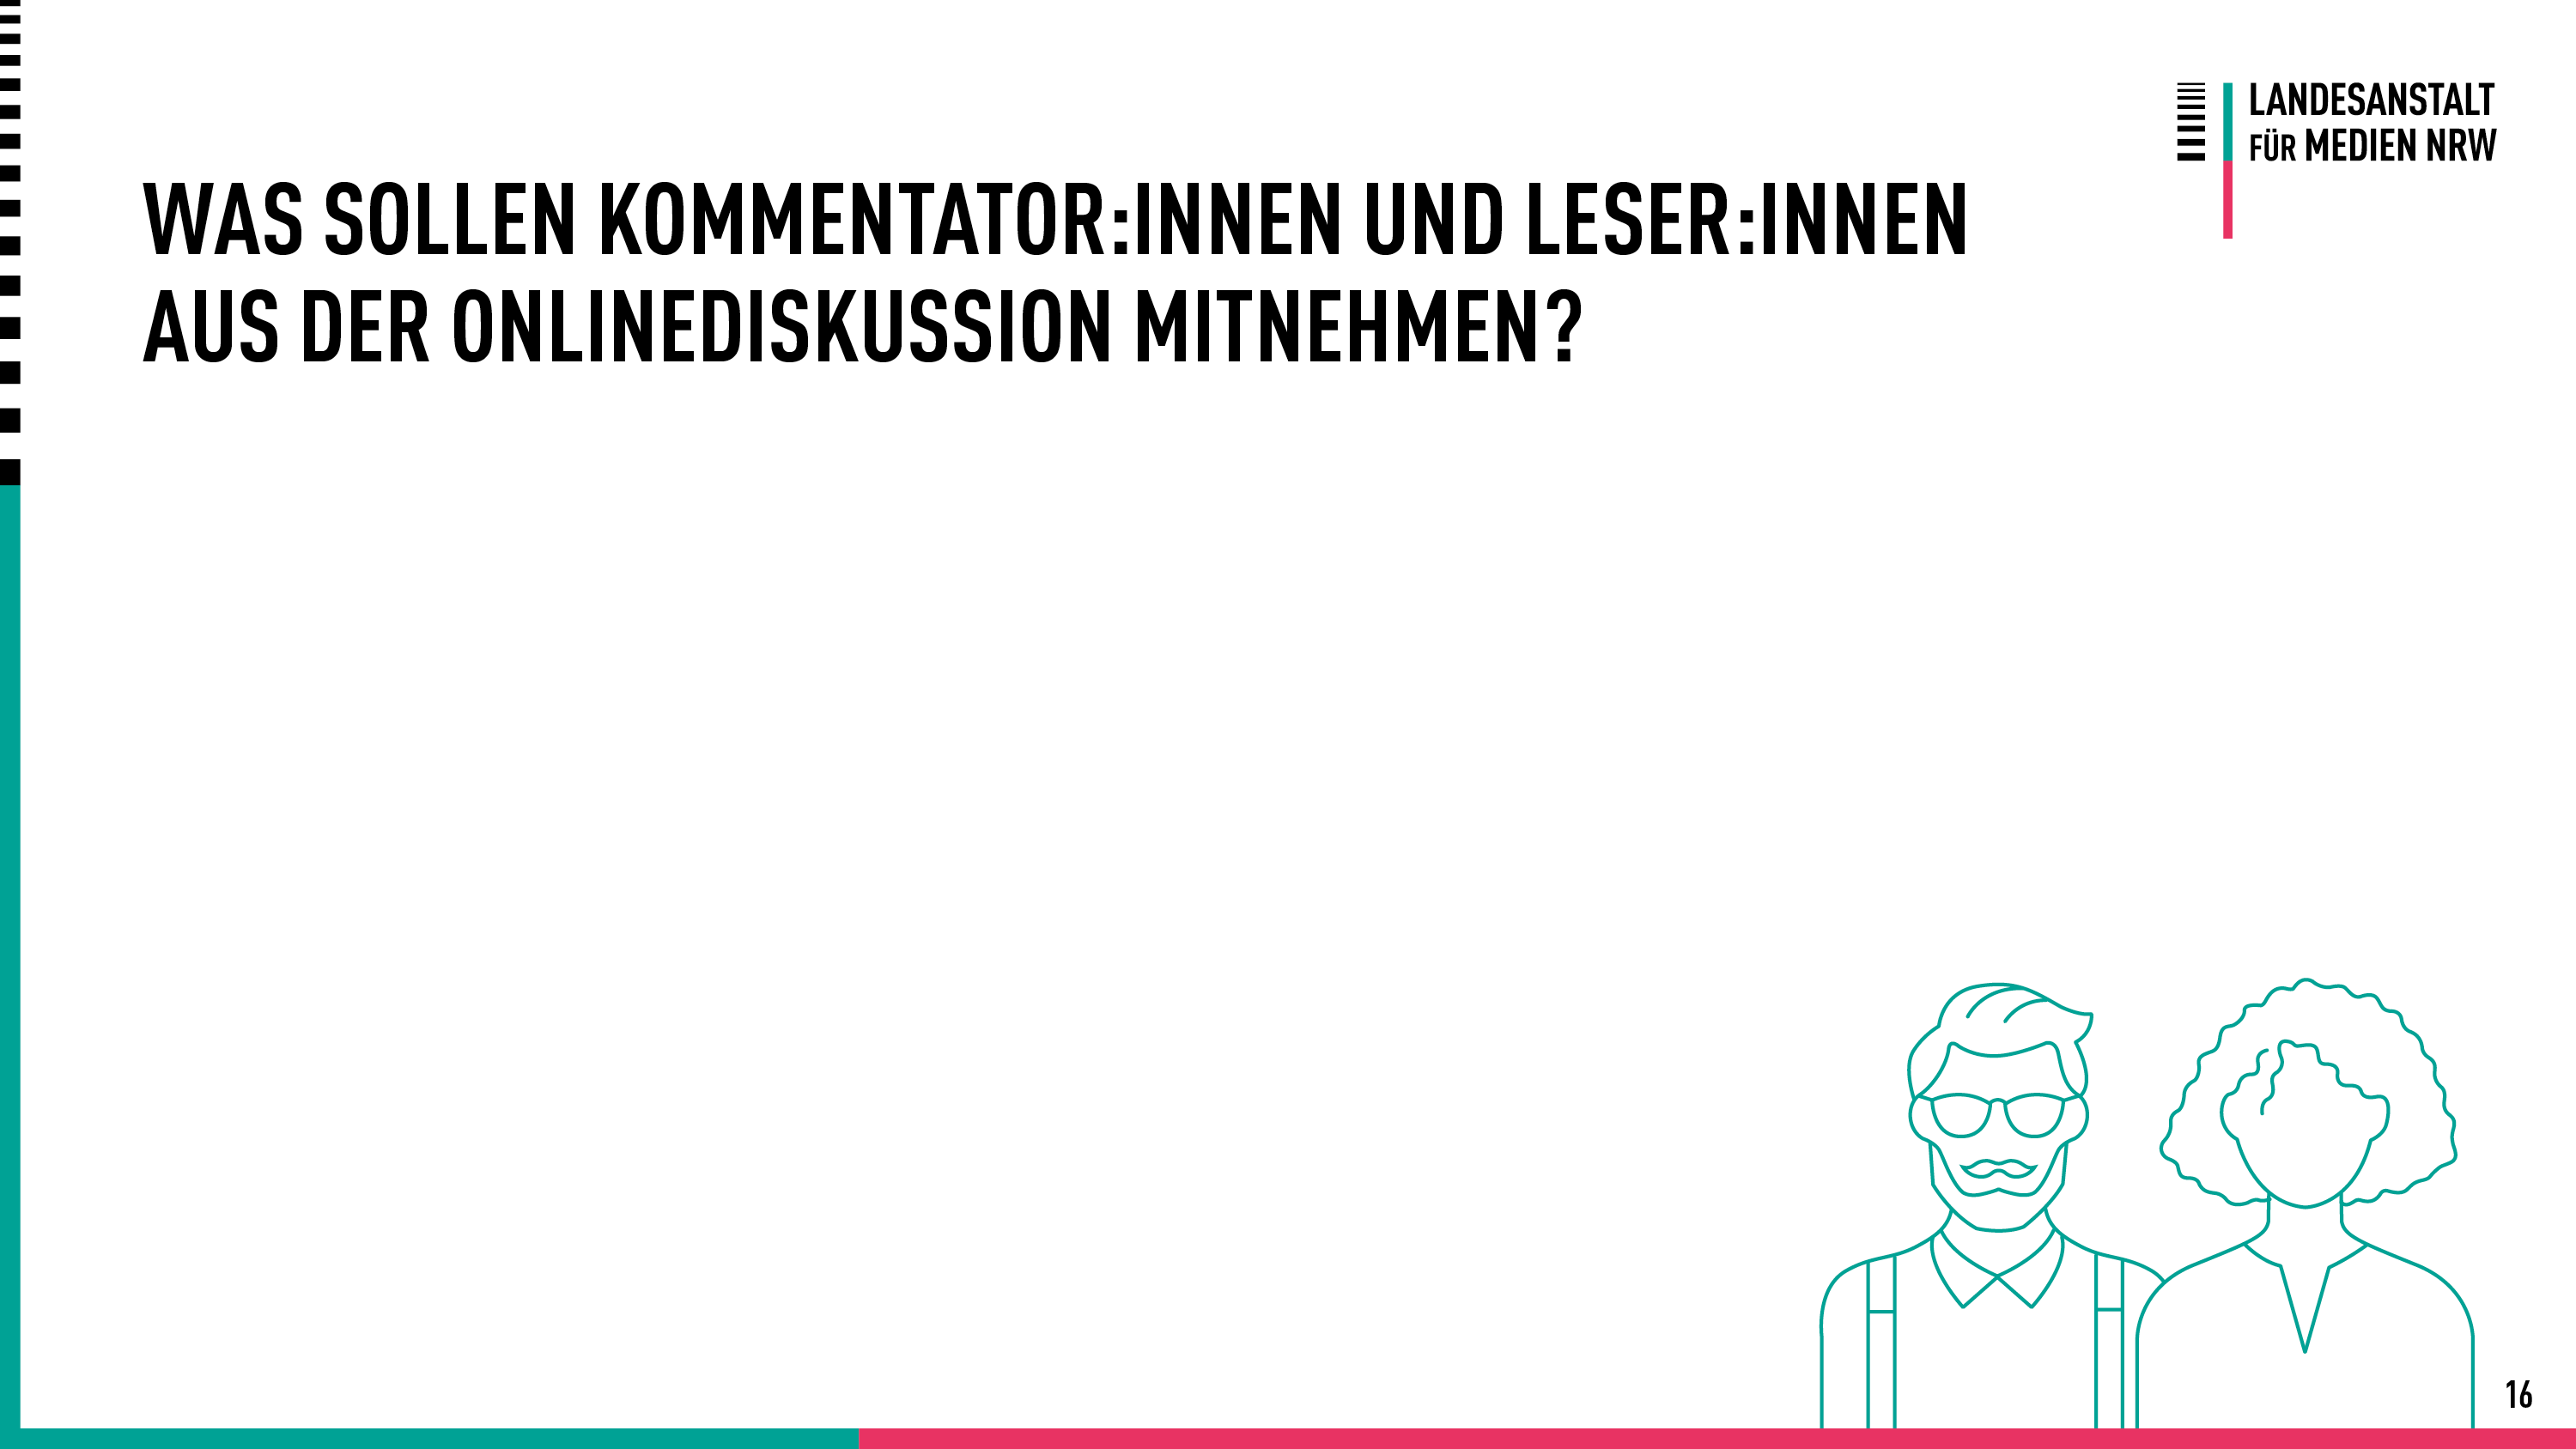 LANDESANSTALT
FÜR MEDIEN NRW
WAS SOLLEN KOMMENTATOR:INNEN UND LESER:INNEN
AUS DER ONLINEDISKUSSION MITNEHMEN?
16